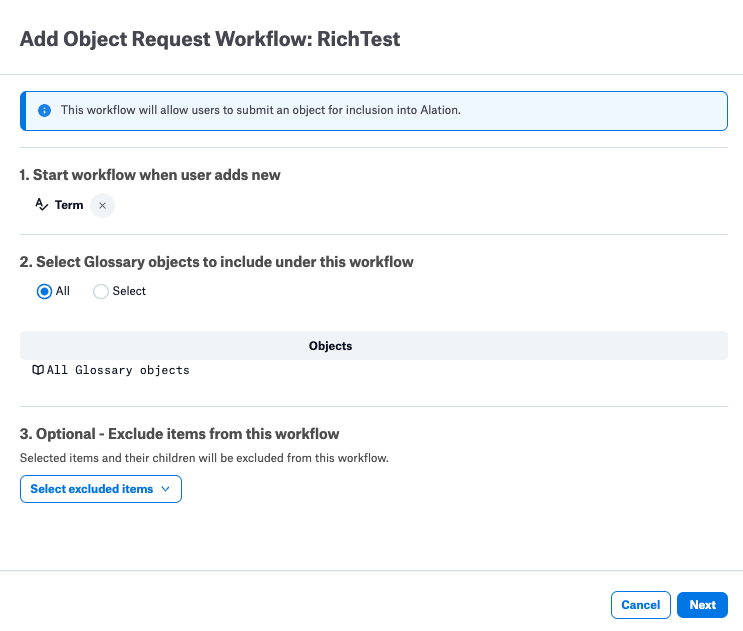 Add Object Request Workflow: RichTest
This workflow will allow users to submit an object for inclusion into Alation.
1. Start workflow when user adds new
Term
2. Select Glossary objects to include under this workflow
All Select
Objects
All Glossary objects
3. Optional - Exclude items from this workflow
Selected items and their children will be excluded from this workflow.
Select excluded items
Cancel Next